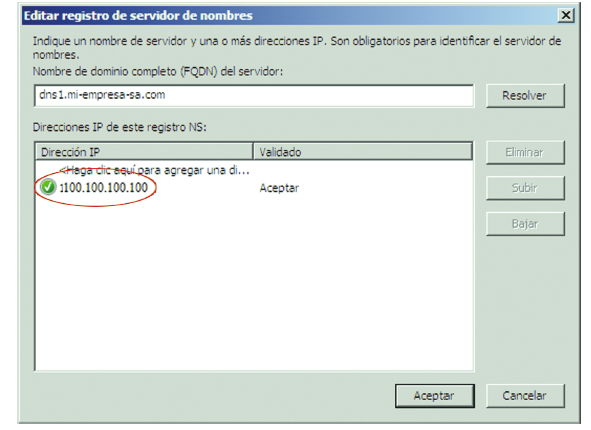 Editar registro de servidor de nombres
Indique un nombre de servidor y una o más direcciones IP. Son obligatorios para identificar el servidor de
nombres.
Nombre de dominio completo (FQDN) del servidor:
dns1.mi-empresa-sa.com
Resolver
Direcciones IP de este registro NS:
Dirección IP Validado
<Haga clic aquí para agregar una di...
100.100.100.100 Aceptar
Eliminar
Subir
Bajar
Aceptar Cancelar